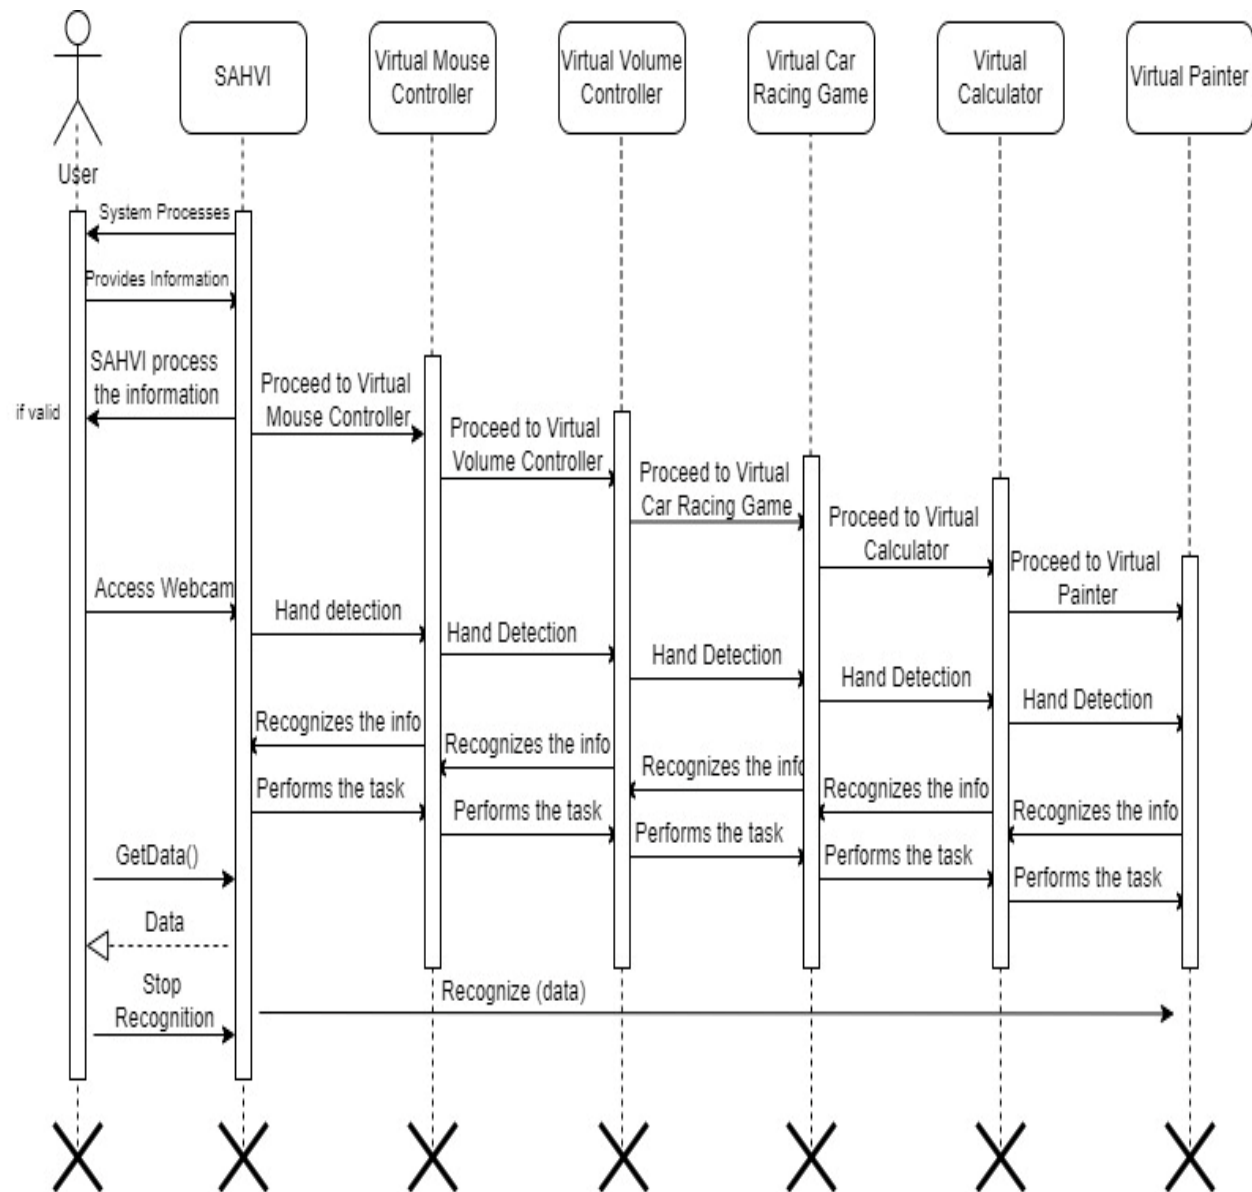 SAHVI
Virtual Mouse
Controller
Virtual Volume
Controller
Virtual Car
Racing Game
Virtual
Calculator
Virtual Painter
User
System Processes
Provides Information
SAHVI process
the information
if valid
Proceed to Virtual
Mouse Controller
Proceed to Virtual
Volume Controller
Proceed to Virtual
Car Racing Game
Proceed to Virtual
Calculator
Proceed to Virtual
Painter
Access Webcam
Hand detection
Hand Detection
Hand Detection
Hand Detection
Hand Detection
Recognizes the info
Recognizes the info
Recognizes the info
Recognizes the info
Recognizes the info
Performs the task
Performs the task
Performs the task
Performs the task
Performs the task
GetData()
Data
Stop
Recognition
Recognize (data)